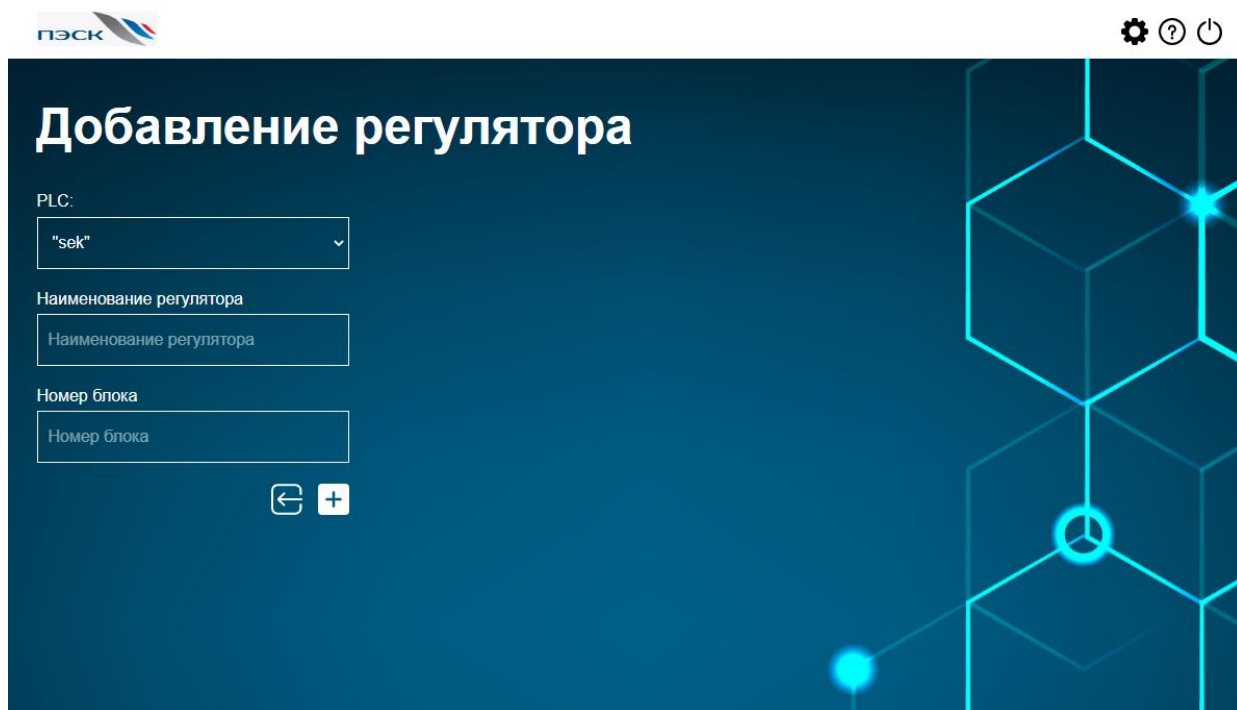 ПЭСК
Добавление регулятора
PLC:
"sek"
Наименование регулятора
Наименование регулятора
Номер блока
Номер блока